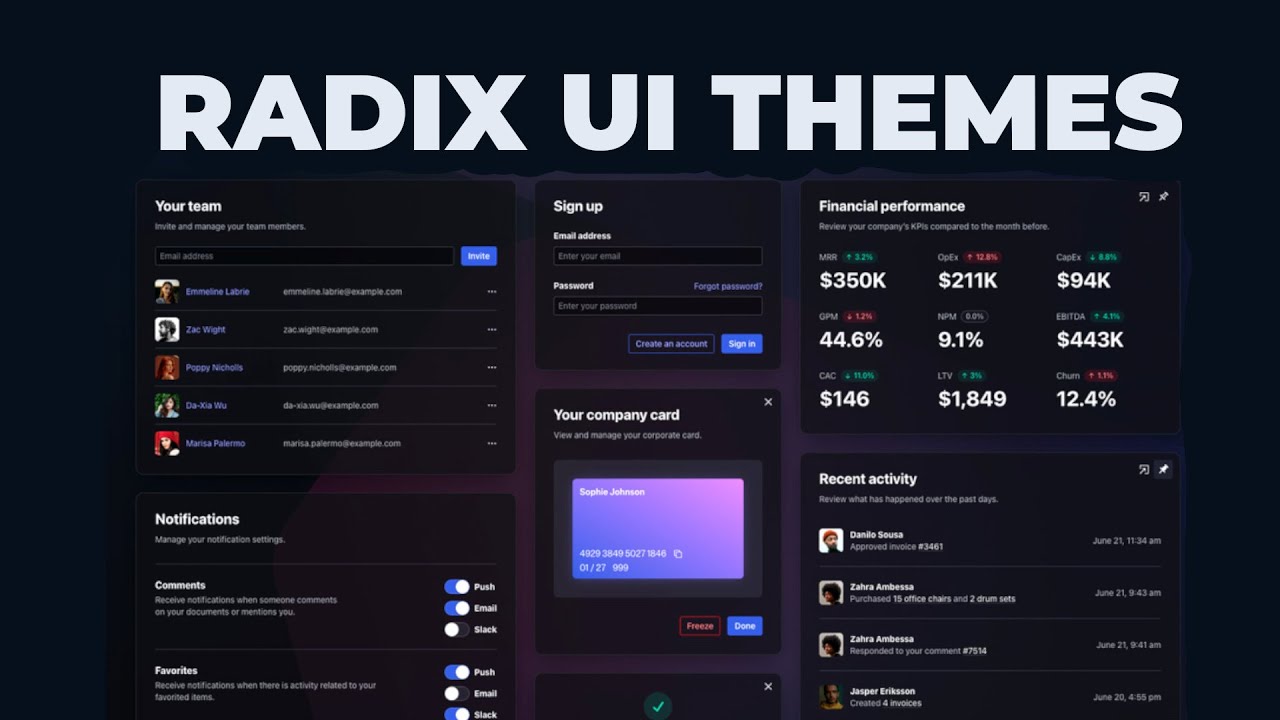 RADIX UI THEMES
Your team
Invite and manage your team members.
Email address
Invite
Emmeline Labrie
emmeline.labrie@example.com
Zac Wight
zac.wight@example.com
Poppy Nicholls
poppy.nicholls@example.com
Da-Xia Wu
da-xia.wu@example.com
Marisa Palermo
marisa.palermo@example.com
Notifications
Manage your notification settings.
Comments
Receive notifications when someone comments
on your documents or mentions you.
Push
Email
Slack
Favorites
Receive notifications when there is activity related to your
favorited items.
Push
Email
Slack
Sign up
Email address
Enter your email
Password
Forgot password?
Enter your password
Create an account
Sign in
Your company card
View and manage your corporate card.
Sophie Johnson
4929 3849 5027 1846
01 / 27 999
Freeze
Done
Financial performance
Review your company's KPIs compared to the month before.
MRR ↑ 3.2%
$350K
OpEx ↑ 12.8%
$211K
CapEx ↓ 8.8%
$94K
GPM ↓ 1.2%
44.6%
NPM 0.0%
9.1%
EBITDA ↑ 4.1%
$443K
CAC ↓ 11.0%
$146
LTV ↑ 3%
$1,849
Churn ↑ 1.1%
12.4%
Recent activity
Review what has happened over the past days.
Danilo Sousa
Approved invoice #3461
June 21, 11:34 am
Zahra Ambessa
Purchased 15 office chairs and 2 drum sets
June 21, 9:43 am
Zahra Ambessa
Responded to your comment #7514
June 21, 9:41 am
Jasper Eriksson
Created 4 invoices
June 20, 4:55 pm